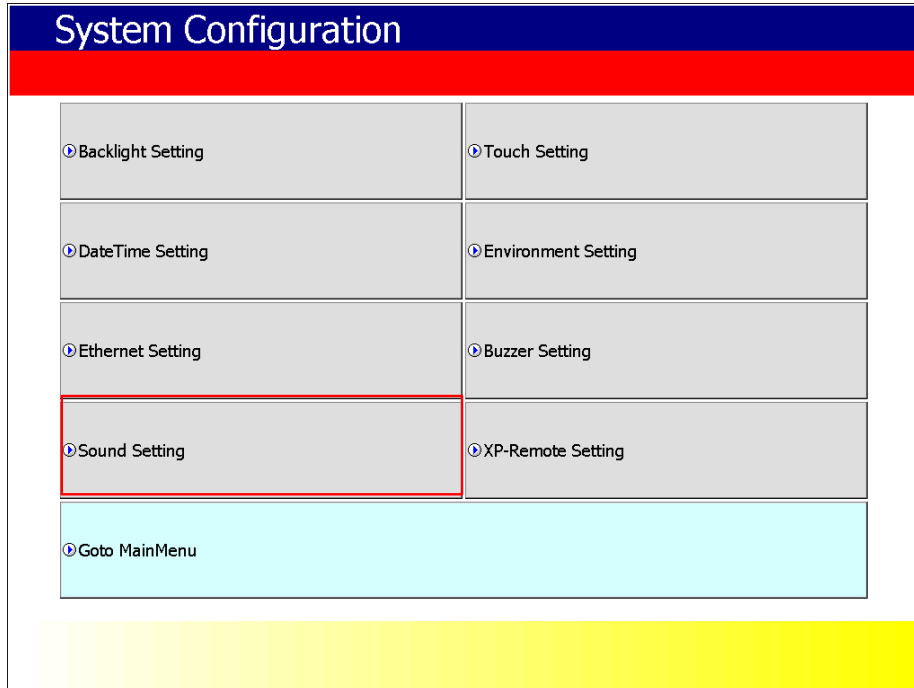 System Configuration
Backlight Setting
Touch Setting
DateTime Setting
Environment Setting
Ethernet Setting
Buzzer Setting
Sound Setting
XP-Remote Setting
Goto MainMenu